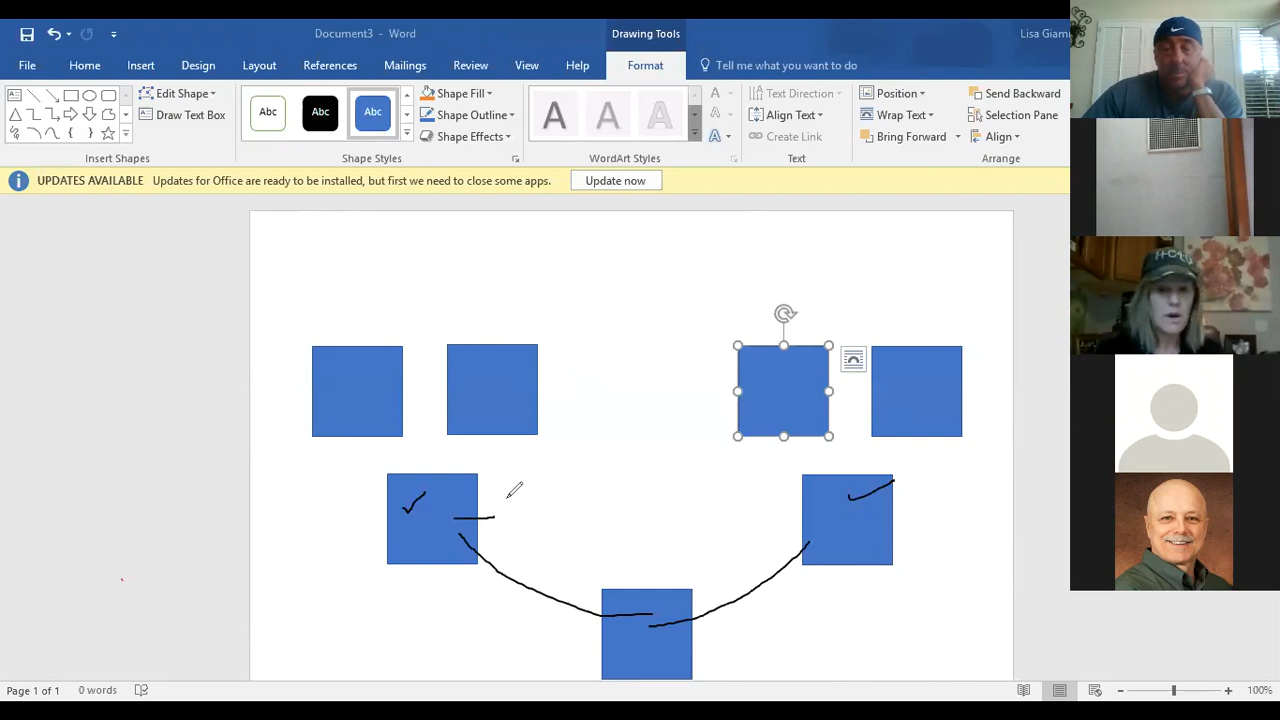 Document3 - Word
Drawing Tools
Lisa Giam
File Home Insert Design Layout References Mailings Review View Help Format Tell me what you want to do
Edit Shape
Draw Text Box
Insert Shapes
Abc Abc Abc
Shape Fill
Shape Outline
Shape Effects
Shape Styles
A A A
WordArt Styles
Text Direction
Align Text
Create Link
Text
Position
Wrap Text
Bring Forward
Send Backward
Selection Pane
Align
Arrange
UPDATES AVAILABLE Updates for Office are ready to be installed, but first we need to close some apps. Update now
Page 1 of 1 0 words
100%